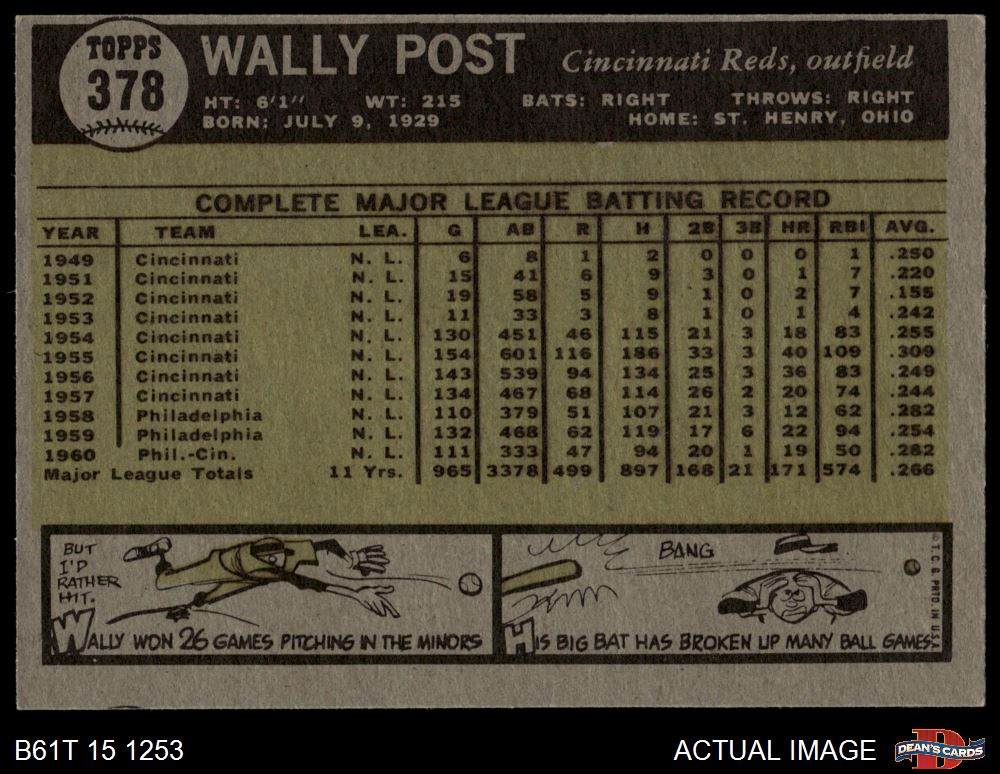 TOPPS
378
WALLY POST Cincinnati Reds, outfield
HT: 6'1" WT: 215 BATS: RIGHT THROWS: RIGHT
BORN: JULY 9, 1929 HOME: ST. HENRY, OHIO
COMPLETE MAJOR LEAGUE BATTING RECORD
YEAR TEAM LEA. G AB R H 2B 3B HR RBI AVG.
1949 Cincinnati N. L. 6 8 1 2 0 0 0 1 .250
1951 Cincinnati N. L. 15 41 6 9 3 0 1 7 .220
1952 Cincinnati N. L. 19 58 5 9 1 0 2 7 .155
1953 Cincinnati N. L. 11 33 3 8 1 0 1 4 .242
1954 Cincinnati N. L. 130 451 46 115 21 3 18 83 .255
1955 Cincinnati N. L. 154 601 116 186 33 3 40 109 .309
1956 Cincinnati N. L. 143 539 94 134 25 3 36 83 .249
1957 Cincinnati N. L. 134 467 68 114 26 2 20 74 .244
1958 Philadelphia N. L. 110 379 51 107 21 3 12 62 .282
1959 Philadelphia N. L. 132 468 62 119 17 6 22 94 .254
1960 Phil.-Cin. N. L. 111 333 47 94 20 1 19 50 .282
Major League Totals 11 Yrs. 965 3378 499 897 168 21 171 574 .266
BUT
I'D
RATHER
HIT.
WALLY WON 26 GAMES PITCHING IN THE MINORS
BANG
HIS BIG BAT HAS BROKEN UP MANY BALL GAMES.
© T. C. G. PRTD. IN U.S.A.
B61T 15 1253 ACTUAL IMAGE DEAN'S CARDS